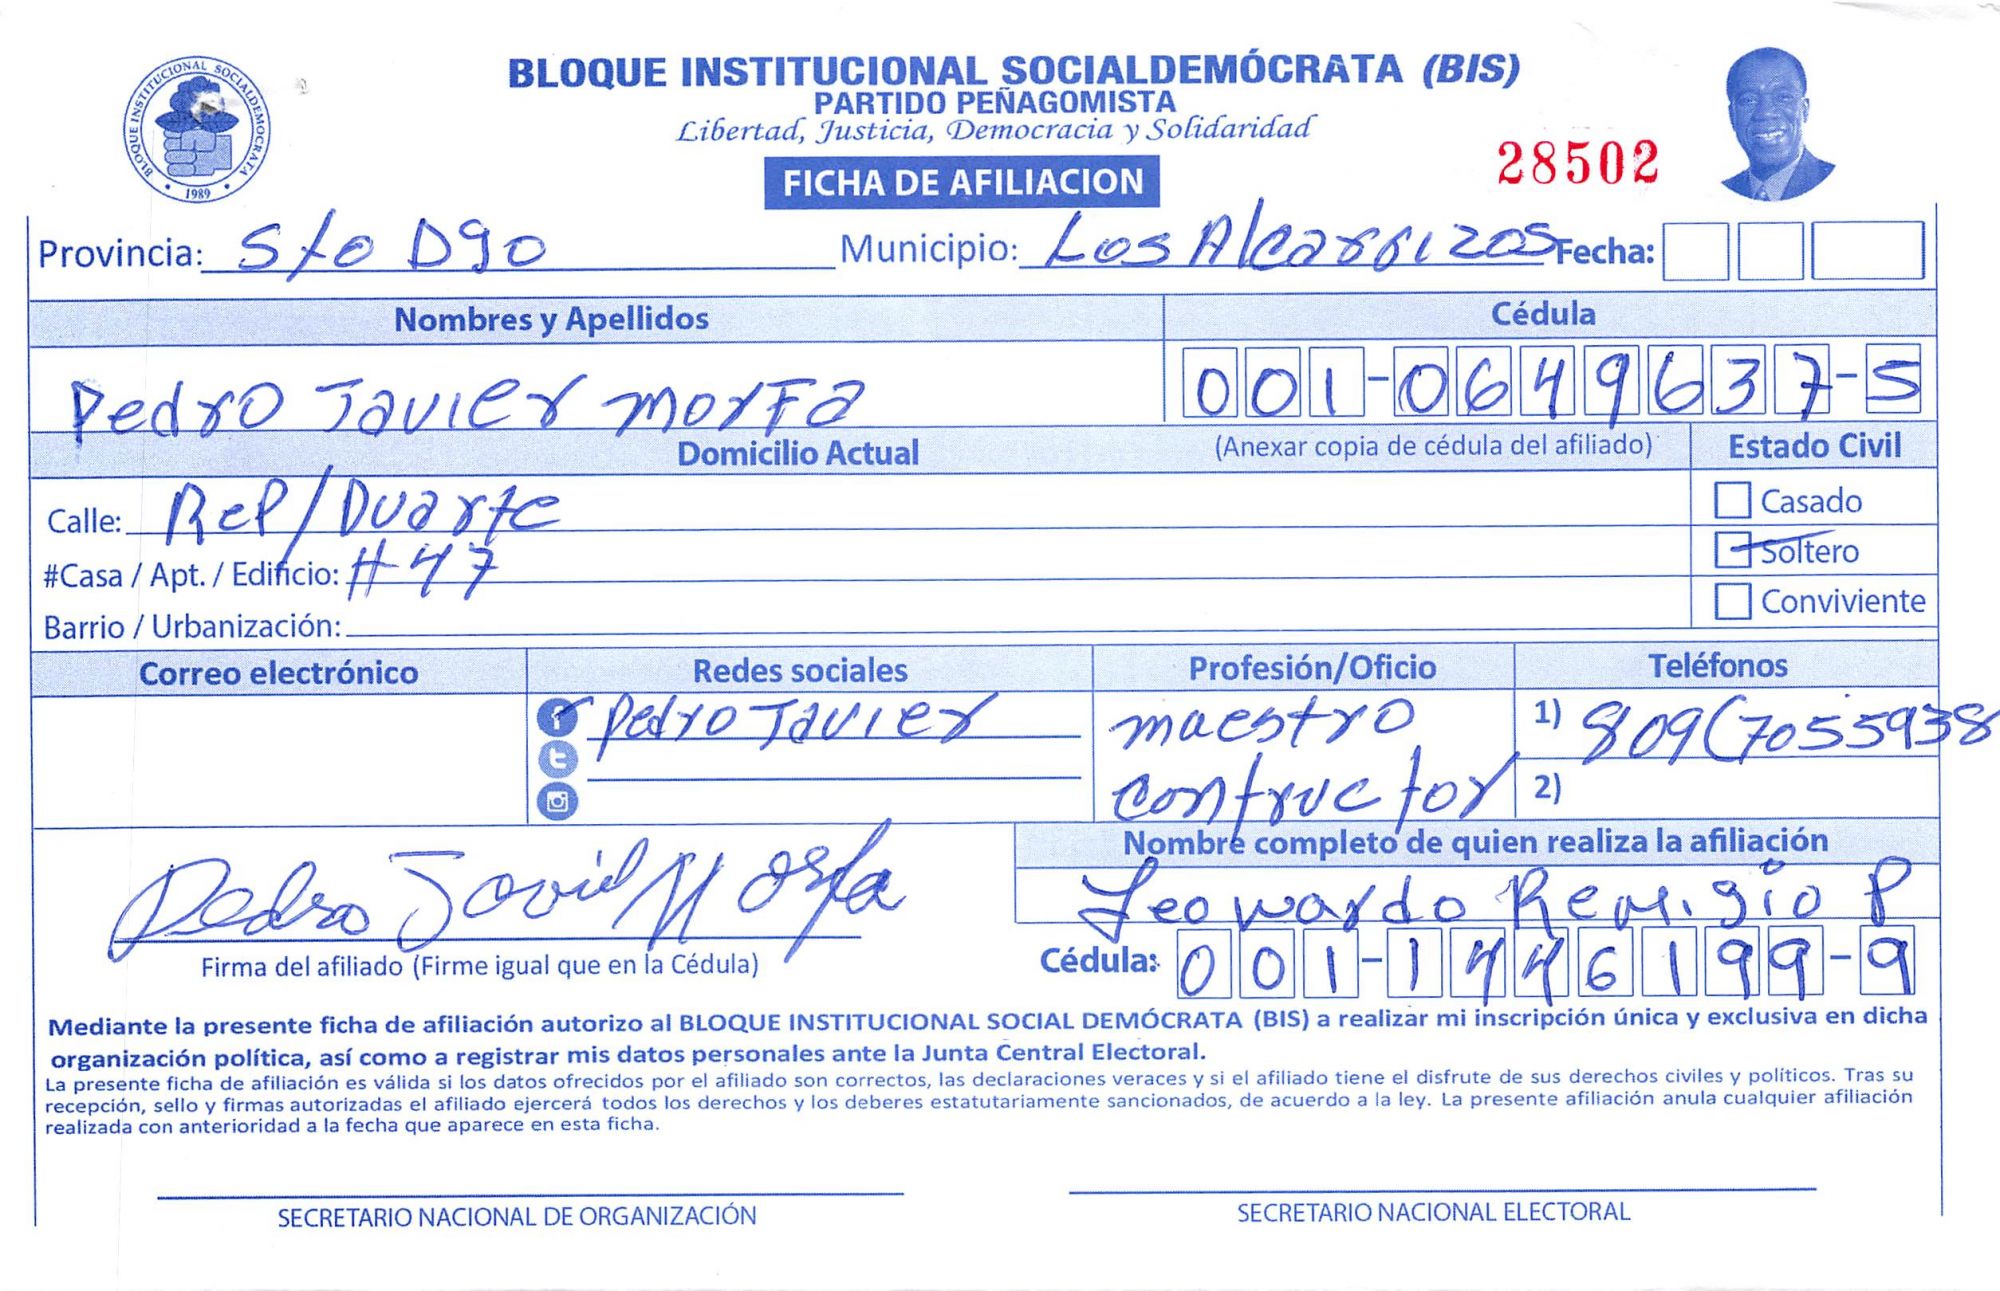 BLOQUE INSTITUCIONAL SOCIALDEMÓCRATA (BIS)
PARTIDO PEÑAGOMISTA
Libertad, Justicia, Democracia y Solidaridad
FICHA DE AFILIACION
28502
BLOQUE INSTITUCIONAL SOCIALDEMOCRATA
1989
Provincia: Sto Dgo Municipio: Los Alcarrizos Fecha:
Nombres y Apellidos Cédula
Pedro Javier Morfa 001-0649637-5
Domicilio Actual (Anexar copia de cédula del afiliado) Estado Civil
Calle: Rep/Duarte Casado
#Casa / Apt. / Edificio: #47 Soltero
Barrio / Urbanización: Conviviente
Correo electrónico Redes sociales Profesión/Oficio Teléfonos
Pedro Javier maestro 1) 809(7055938
contructor 2)
Nombre completo de quien realiza la afiliación
Pedro Javier Morfa Leonardo Remigio P
Firma del afiliado (Firme igual que en la Cédula) Cédula: 001-1446199-9
Mediante la presente ficha de afiliación autorizo al BLOQUE INSTITUCIONAL SOCIAL DEMÓCRATA (BIS) a realizar mi inscripción única y exclusiva en dicha
organización política, así como a registrar mis datos personales ante la Junta Central Electoral.
La presente ficha de afiliación es válida si los datos ofrecidos por el afiliado son correctos, las declaraciones veraces y si el afiliado tiene el disfrute de sus derechos civiles y políticos. Tras su
recepción, sello y firmas autorizadas el afiliado ejercerá todos los derechos y los deberes estatutariamente sancionados, de acuerdo a la ley. La presente afiliación anula cualquier afiliación
realizada con anterioridad a la fecha que aparece en esta ficha.
SECRETARIO NACIONAL DE ORGANIZACIÓN SECRETARIO NACIONAL ELECTORAL